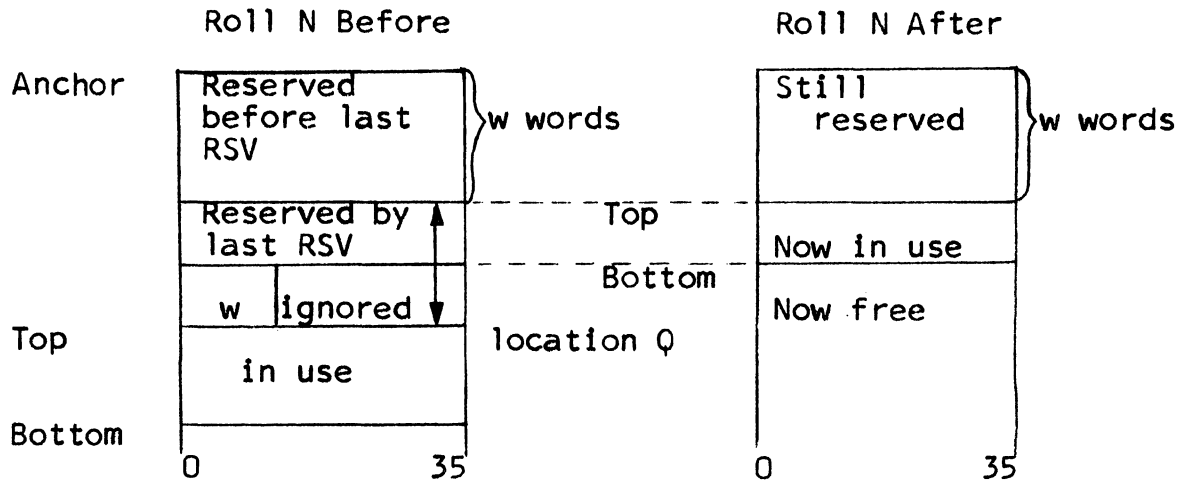 Roll N Before
Roll N After
Anchor
Reserved
before last
RSV
w words
Still
reserved
w words
Reserved by
last RSV
Top
Bottom
Now in use
w ignored
Now free
Top
location Q
in use
Bottom
0 35
0 35